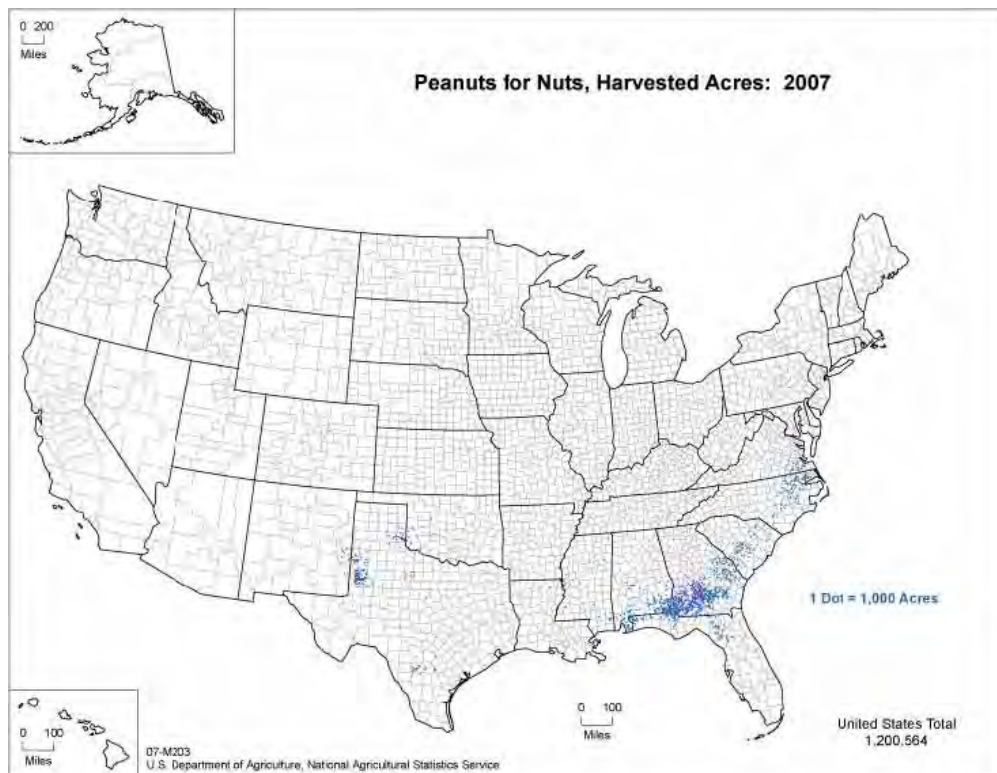 0 200
Miles
Peanuts for Nuts, Harvested Acres: 2007
1 Dot = 1,000 Acres
0 100
Miles
0 100
Miles
07-M203
U.S. Department of Agriculture, National Agricultural Statistics Service
United States Total
1,200,564